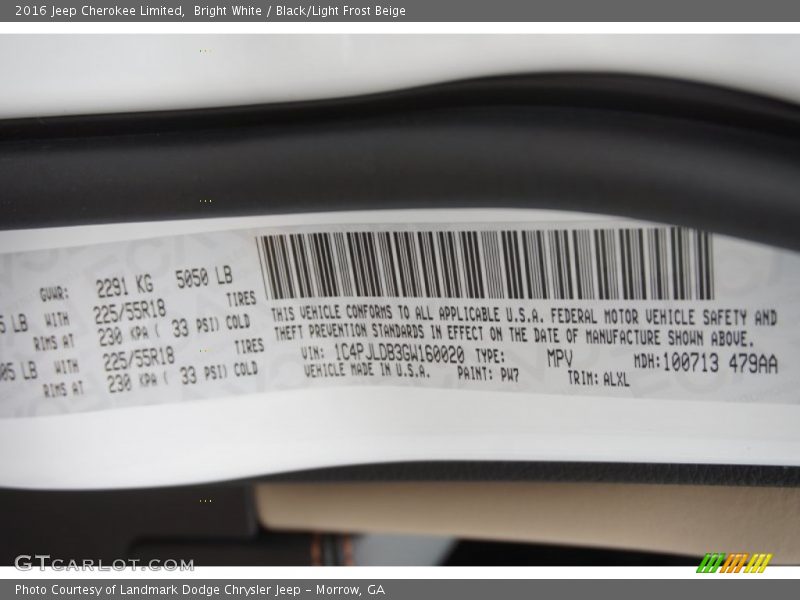 2016 Jeep Cherokee Limited,  Bright White / Black/Light Frost Beige
GVWR: 2291 KG 5050 LB
5 LB WITH 225/55R18 TIRES
RIMS AT 230 KPA ( 33 PSI) COLD
05 LB WITH 225/55R18 TIRES
RIMS AT 230 KPA ( 33 PSI) COLD
THIS VEHICLE CONFORMS TO ALL APPLICABLE U.S.A. FEDERAL MOTOR VEHICLE SAFETY AND
THEFT PREVENTION STANDARDS IN EFFECT ON THE DATE OF MANUFACTURE SHOWN ABOVE.
VIN: 1C4PJLDB3GW160020 TYPE: MPV MDH:100713 479AA
VEHICLE MADE IN U.S.A. PAINT: PW7 TRIM: ALXL
GTcarlot.com
Photo Courtesy of Landmark Dodge Chrysler Jeep – Morrow, GA